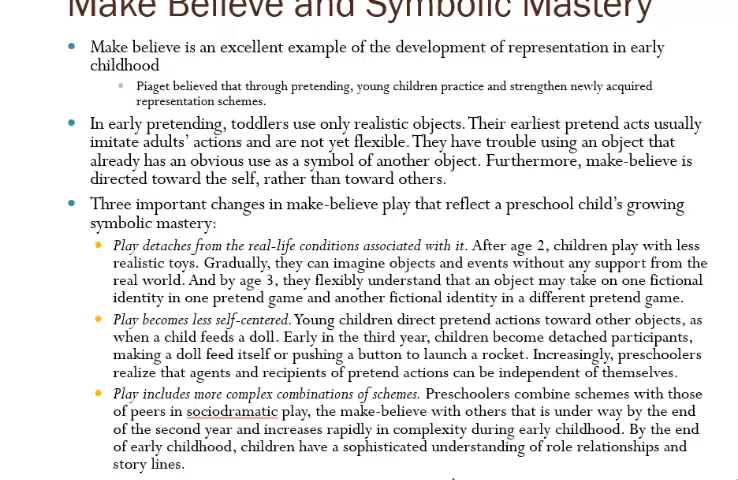 Make Believe and Symbolic Mastery
Make believe is an excellent example of the development of representation in early
childhood
Piaget believed that through pretending, young children practice and strengthen newly acquired
representation schemes.
In early pretending, toddlers use only realistic objects. Their earliest pretend acts usually
imitate adults’ actions and are not yet flexible. They have trouble using an object that
already has an obvious use as a symbol of another object. Furthermore, make-believe is
directed toward the self, rather than toward others.
Three important changes in make-believe play that reflect a preschool child’s growing
symbolic mastery:
Play detaches from the real-life conditions associated with it. After age 2, children play with less
realistic toys. Gradually, they can imagine objects and events without any support from the
real world. And by age 3, they flexibly understand that an object may take on one fictional
identity in one pretend game and another fictional identity in a different pretend game.
Play becomes less self-centered. Young children direct pretend actions toward other objects, as
when a child feeds a doll. Early in the third year, children become detached participants,
making a doll feed itself or pushing a button to launch a rocket. Increasingly, preschoolers
realize that agents and recipients of pretend actions can be independent of themselves.
Play includes more complex combinations of schemes. Preschoolers combine schemes with those
of peers in sociodramatic play, the make-believe with others that is under way by the end
of the second year and increases rapidly in complexity during early childhood. By the end
of early childhood, children have a sophisticated understanding of role relationships and
story lines.